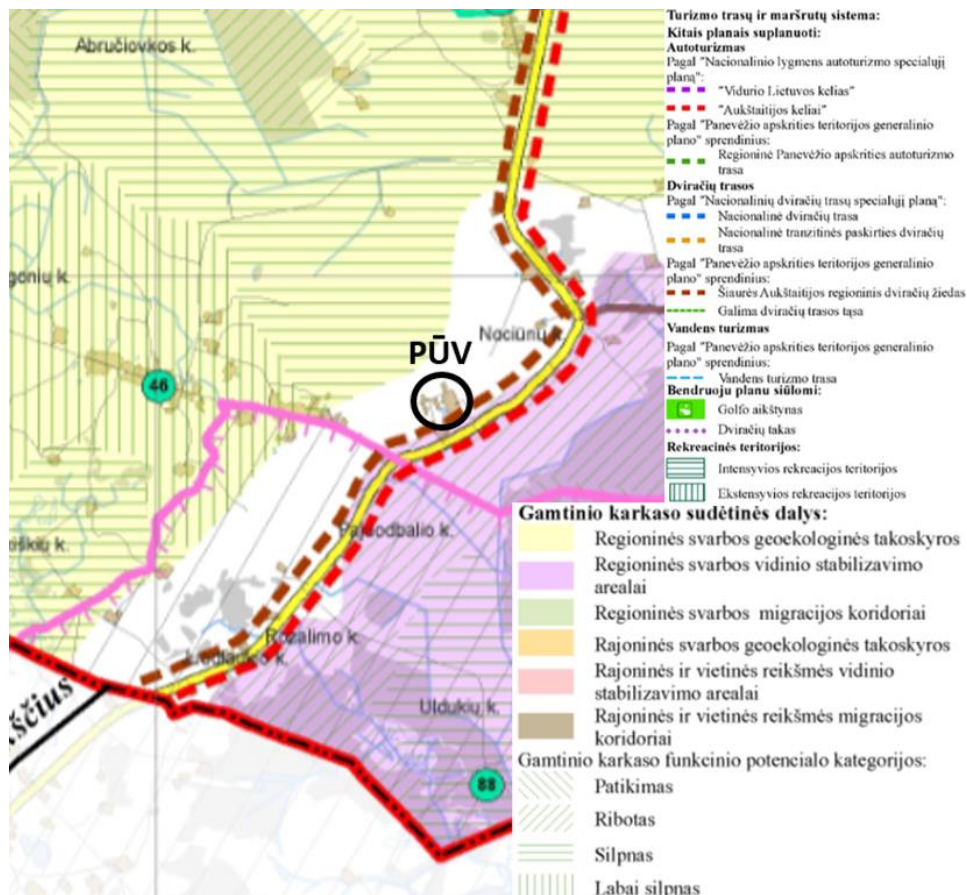 Abručiovkos k.
46
PŪV
Nociūnų k.
Pajuodbalio k.
Rozalimo k.
Uldukių k.
88
Turizmo trasų ir maršrutų sistema:
Kitais planais suplanuoti:
Autoturizmas
Pagal "Nacionalinio lygmens autoturizmo specialųjį
planą":
"Vidurio Lietuvos kelias"
"Aukštaitijos keliai"
Pagal "Panevėžio apskrities teritorijos generalinio
plano" sprendinius:
Regioninė Panevėžio apskrities autoturizmo
trasa
Dviračių trasos
Pagal "Nacionalinių dviračių trasų specialųjį planą":
Nacionalinė dviračių trasa
Nacionalinė tranzitinės paskirties dviračių
trasa
Pagal "Panevėžio apskrities teritorijos generalinio
plano" sprendinius:
Šiaurės Aukštaitijos regioninis dviračių žiedas
Galima dviračių trasos tąsa
Vandens turizmas
Pagal "Panevėžio apskrities teritorijos generalinio
plano" sprendinius:
Vandens turizmo trasa
Bendruoju planu siūlomi:
Golfo aikštynas
Dviračių takas
Rekreacinės teritorijos:
Intensyvios rekreacijos teritorijos
Ekstensyvios rekreacijos teritorijos
Gamtinio karkaso sudėtinės dalys:
Regioninės svarbos geoekologinės takoskyros
Regioninės svarbos vidinio stabilizavimo
arealai
Regioninės svarbos migracijos koridoriai
Rajoninės svarbos geoekologinės takoskyros
Rajoninės ir vietinės reikšmės vidinio
stabilizavimo arealai
Rajoninės ir vietinės reikšmės migracijos
koridoriai
Gamtinio karkaso funkcinio potencialo kategorijos:
Patikimas
Ribotas
Silpnas
Labai silpnas